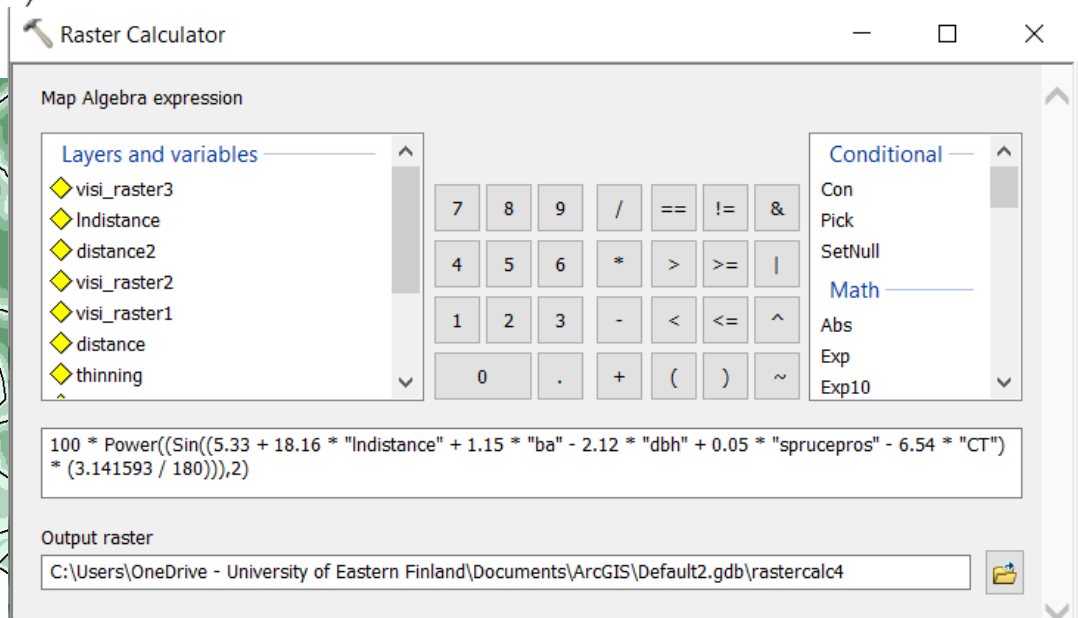 Raster Calculator
Map Algebra expression
Layers and variables
visi_raster3
lndistance
distance2
visi_raster2
visi_raster1
distance
thinning
7 8 9 / == != &
4 5 6 * > >= |
1 2 3 - < <= ^
0 . + ( ) ~
Conditional
Con
Pick
SetNull
Math
Abs
Exp
Exp10
100 * Power((Sin((5.33 + 18.16 * "lndistance" + 1.15 * "ba" - 2.12 * "dbh" + 0.05 * "sprucepros" - 6.54 * "CT")
* (3.141593 / 180))),2)
Output raster
C:\Users\OneDrive - University of Eastern Finland\Documents\ArcGIS\Default2.gdb\rastercalc4